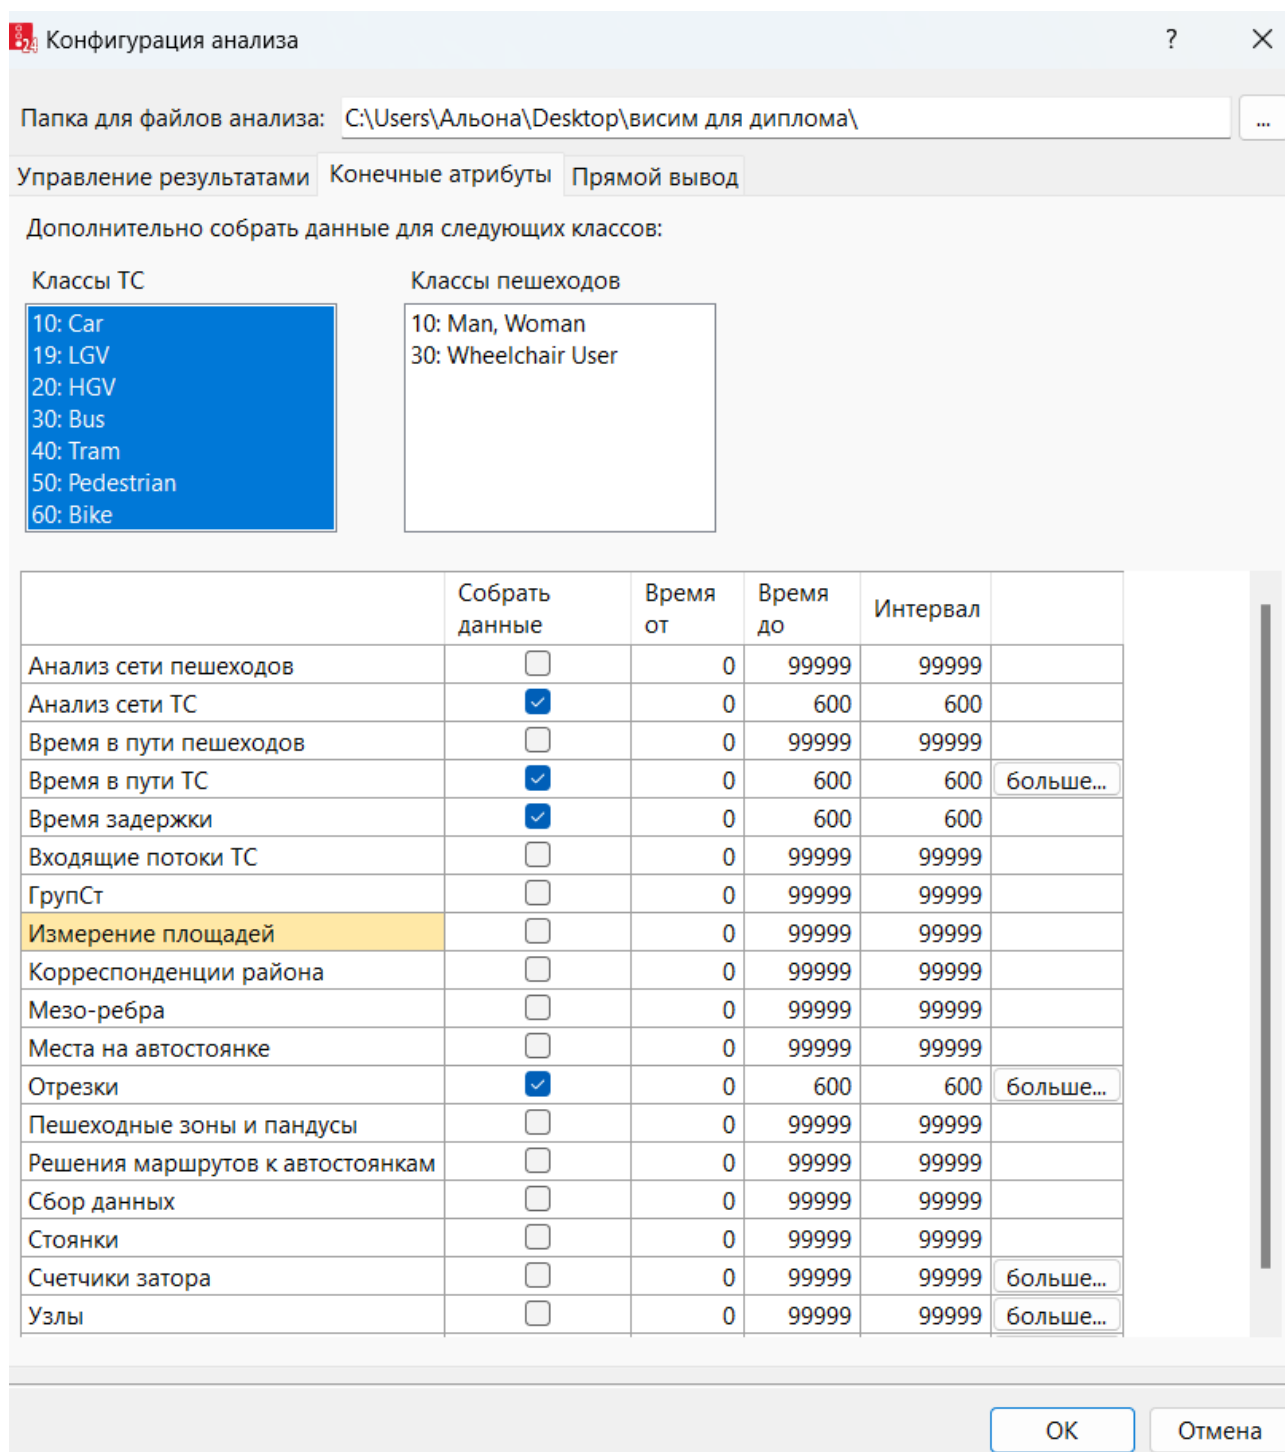 24 Конфигурация анализа ?
Папка для файлов анализа: C:\Users\Альона\Desktop\висим для диплома\ ...
Управление результатами Конечные атрибуты Прямой вывод
Дополнительно собрать данные для следующих классов:
Классы ТС Классы пешеходов
10: Car 10: Man, Woman
19: LGV 30: Wheelchair User
20: HGV
30: Bus
40: Tram
50: Pedestrian
60: Bike
Собрать Время Время Интервал
данные от до
Анализ сети пешеходов 0 99999 99999
Анализ сети ТС 0 600 600
Время в пути пешеходов 0 99999 99999
Время в пути ТС 0 600 600 больше...
Время задержки 0 600 600
Входящие потоки ТС 0 99999 99999
ГрупСт 0 99999 99999
Измерение площадей 0 99999 99999
Корреспонденции района 0 99999 99999
Мезо-ребра 0 99999 99999
Места на автостоянке 0 99999 99999
Отрезки 0 600 600 больше...
Пешеходные зоны и пандусы 0 99999 99999
Решения маршрутов к автостоянкам 0 99999 99999
Сбор данных 0 99999 99999
Стоянки 0 99999 99999
Счетчики затора 0 99999 99999 больше...
Узлы 0 99999 99999 больше...
ОК Отмена